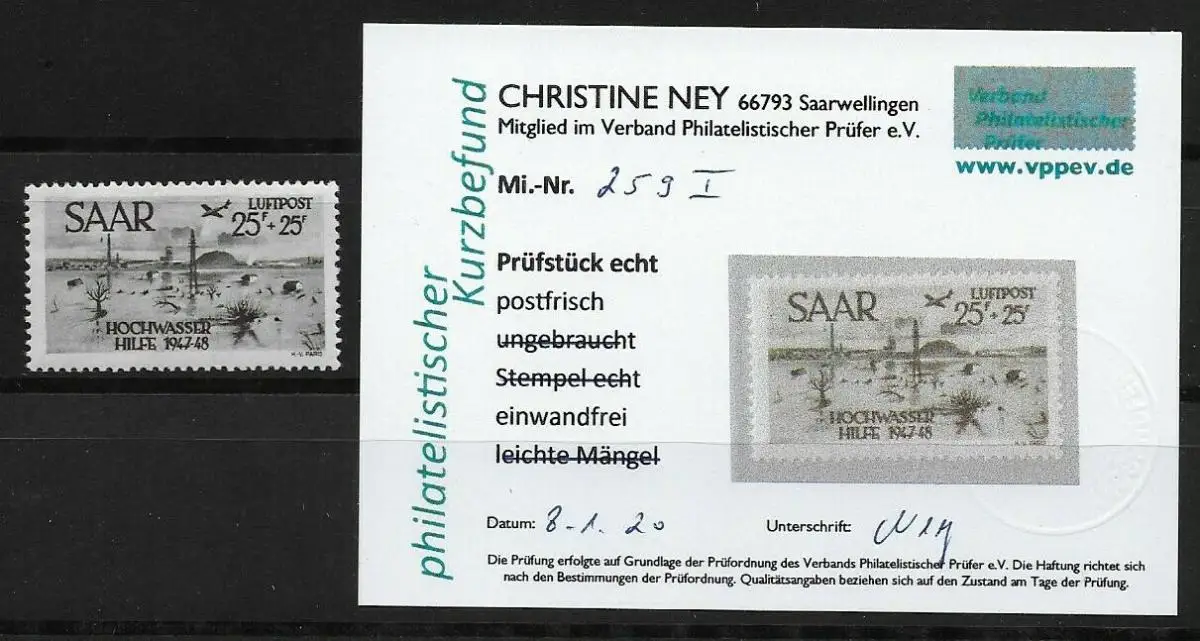 SAAR
LUFTPOST
25F + 25F
HOCHWASSER
HILFE 1947-48
H.-V. PARIS
philatelistischer
Kurzbefund
CHRISTINE NEY 66793 Saarwellingen
Mitglied im Verband Philatelistischer Prüfer e.V.
Verband
Philatelistischer
Prüfer
www.vppev.de
Mi.-Nr. 259 I
Prüfstück echt
postfrisch
ungebraucht
Stempel echt
einwandfrei
leichte Mängel
SAAR
LUFTPOST
25F + 25F
HOCHWASSER
HILFE 1947-48
Datum: 8-1.20
Unterschrift: Ney
Die Prüfung erfolgte auf Grundlage der Prüfordnung des Verbands Philatelistischer Prüfer e.V. Die Haftung richtet sich
nach den Bestimmungen der Prüfordnung. Qualitätsangaben beziehen sich auf den Zustand am Tage der Prüfung.